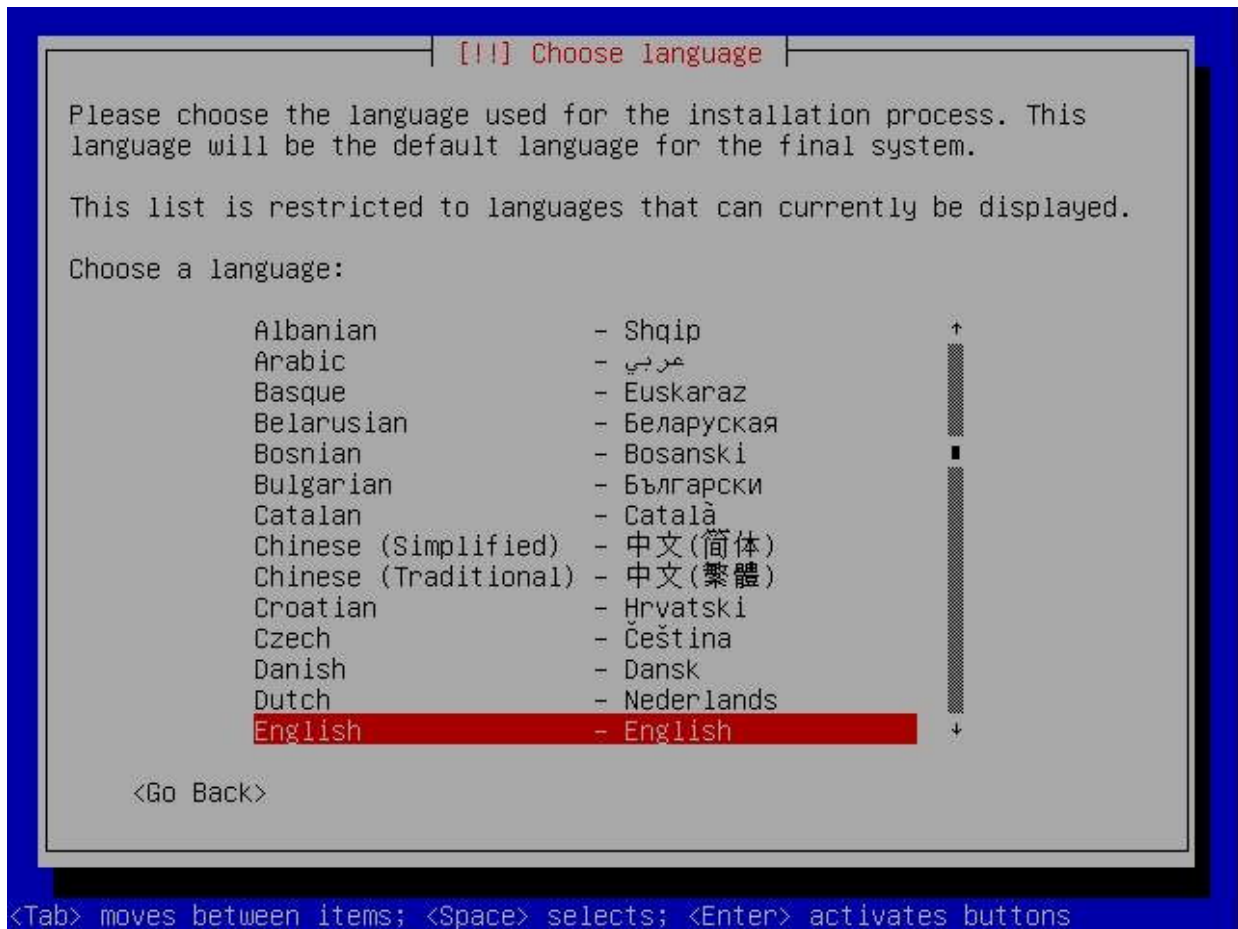 [!!] Choose language
Please choose the language used for the installation process. This
language will be the default language for the final system.
This list is restricted to languages that can currently be displayed.
Choose a language:
Albanian - Shqip
Arabic - عربي
Basque - Euskaraz
Belarusian - Беларуская
Bosnian - Bosanski
Bulgarian - Български
Catalan - Català
Chinese (Simplified) - 中文(简体)
Chinese (Traditional) - 中文(繁體)
Croatian - Hrvatski
Czech - Čeština
Danish - Dansk
Dutch - Nederlands
English - English
<Go Back>
<Tab> moves between items; <Space> selects; <Enter> activates buttons